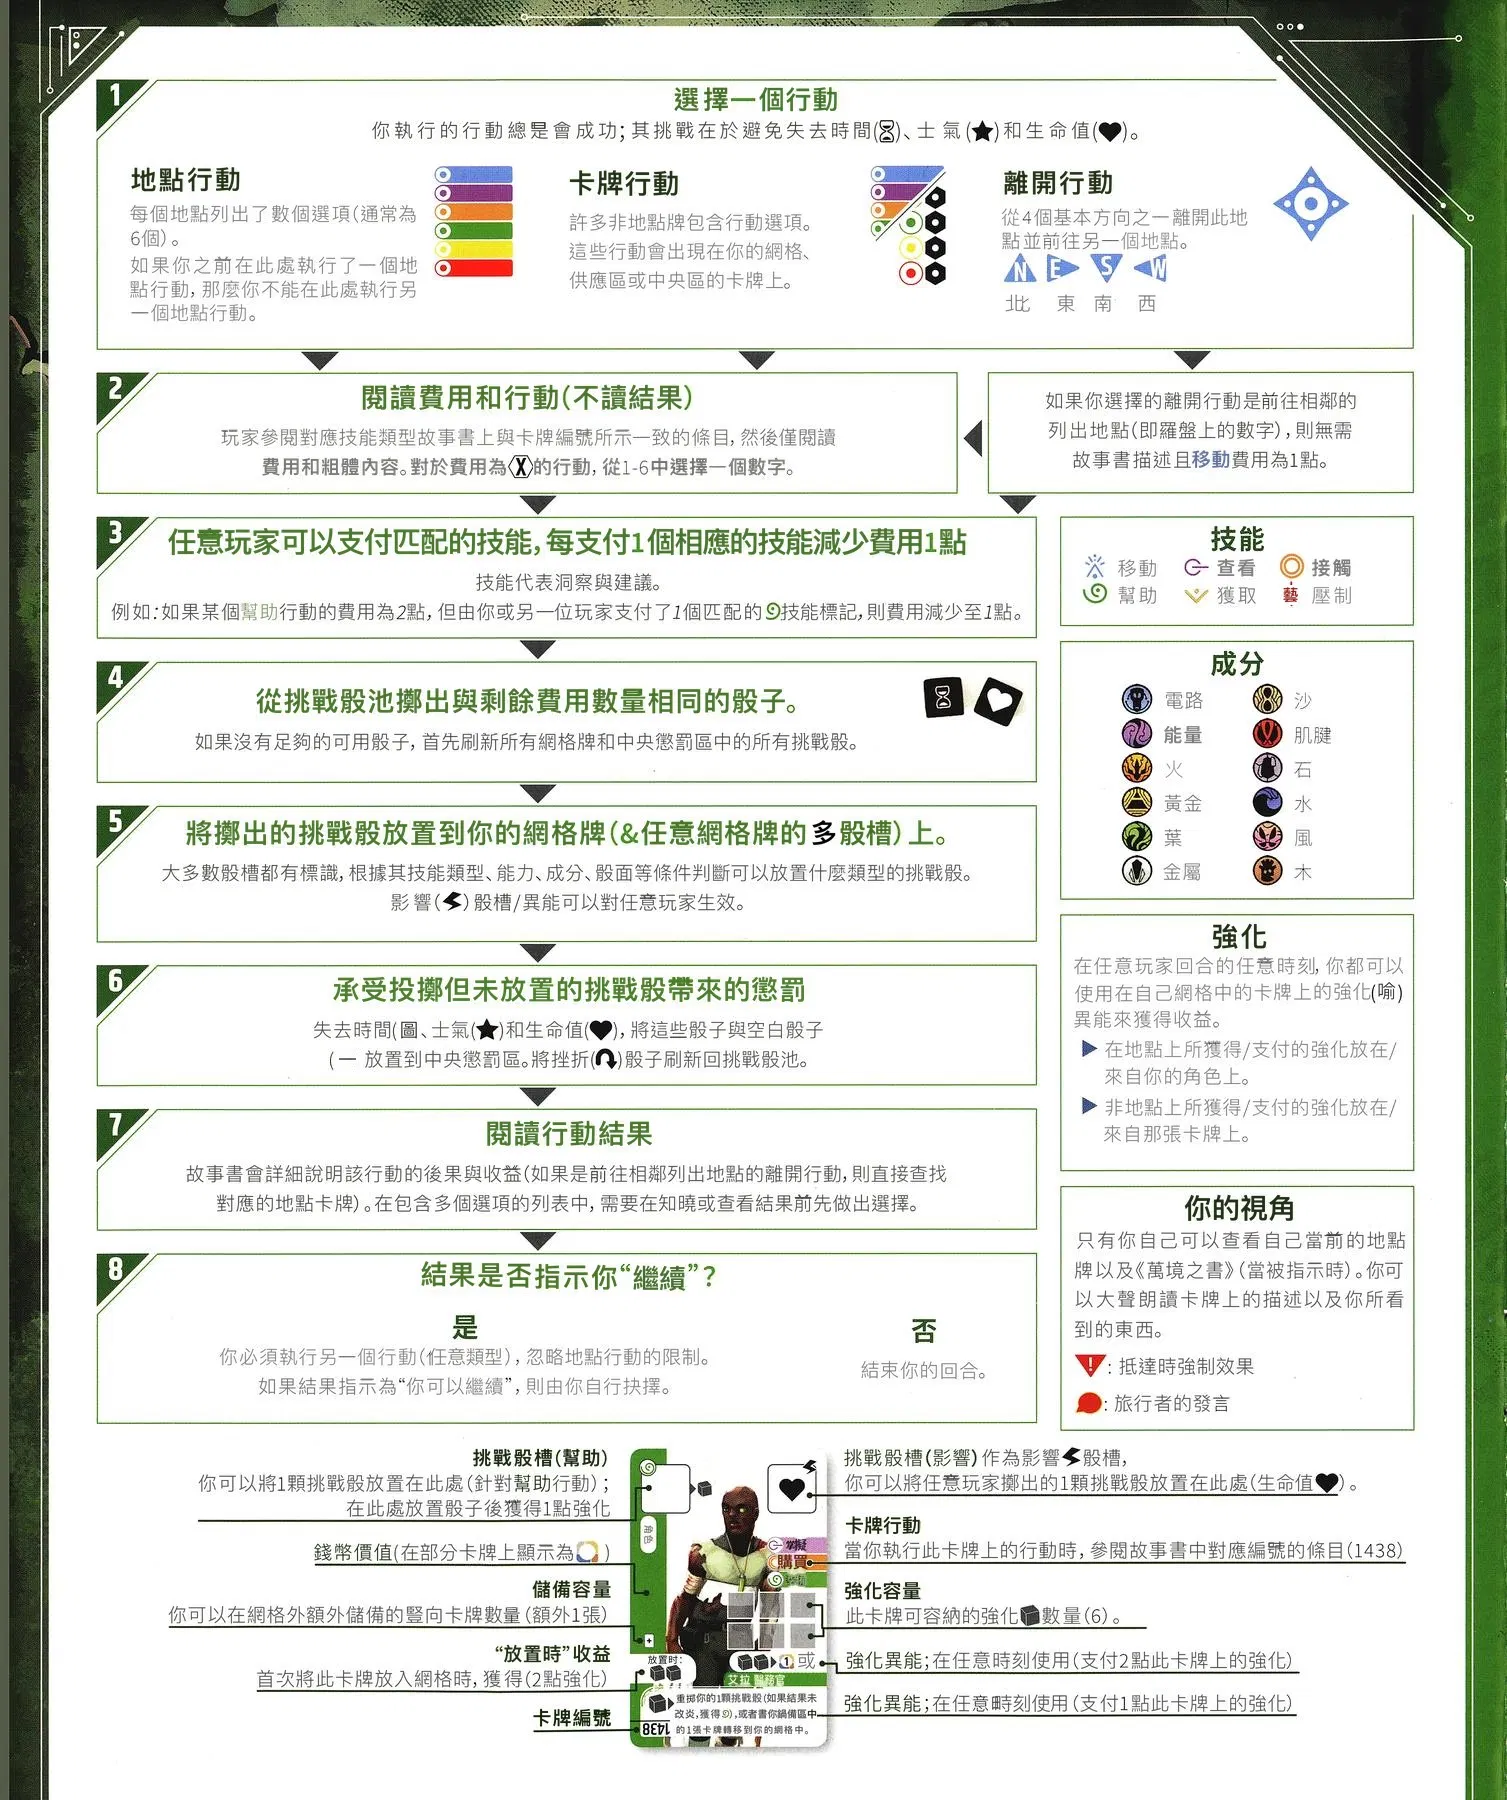 1
選擇一個行動
你執行的行動總是會成功;其挑戰在於避免失去時間()、士氣(★)和生命值(♥)。
地點行動
每個地點列出了數個選項(通常為
6個)。
如果你之前在此處執行了一個地
點行動,那麼你不能在此處執行另
一個地點行動。
卡牌行動
許多非地點牌包含行動選項。
這些行動會出現在你的網格、
供應區或中央區的卡牌上。
離開行動
從4個基本方向之一離開此地
點並前往另一個地點。
N E S W
北 東 南 西
2
閱讀費用和行動(不讀結果)
玩家參閱對應技能類型故事書上與卡牌編號所示一致的條目,然後僅閱讀
費用和粗體內容。對於費用為X的行動,從1-6中選擇一個數字。
如果你選擇的離開行動是前往相鄰的
列出地點(即羅盤上的數字),則無需
故事書描述且移動費用為1點。
3
任意玩家可以支付匹配的技能,每支付1個相應的技能減少費用1點
技能代表洞察與建議。
例如:如果某個幫助行動的費用為2點,但由你或另一位玩家支付了1個匹配的技能標記,則費用減少至1點。
技能
移動 查看 接觸
幫助 獲取 藝 壓制
4
從挑戰骰池擲出與剩餘費用數量相同的骰子。
如果沒有足夠的可用骰子,首先刷新所有網格牌和中央懲罰區中的所有挑戰骰。
成分
電路 沙
能量 肌腱
火 石
黃金 水
葉 風
金屬 木
5
將擲出的挑戰骰放置到你的網格牌(&任意網格牌的多骰槽)上。
大多數骰槽都有標識,根據其技能類型、能力、成分、骰面等條件判斷可以放置什麼類型的挑戰骰。
影響()骰槽/異能可以對任意玩家生效。
6
承受投擲但未放置的挑戰骰帶來的懲罰
失去時間(圖、士氣(★)和生命值(♥),將這些骰子與空白骰子
(一 放置到中央懲罰區。將挫折()骰子刷新回挑戰骰池。
強化
在任意玩家回合的任意時刻,你都可以
使用在自己網格中的卡牌上的強化(喻)
異能來獲得收益。
▶ 在地點上所獲得/支付的強化放在/
來自你的角色上。
▶ 非地點上所獲得/支付的強化放在/
來自那張卡牌上。
7
閱讀行動結果
故事書會詳細說明該行動的後果與收益(如果是前往相鄰列出地點的離開行動,則直接查找
對應的地點卡牌)。在包含多個選項的列表中,需要在知曉或查看結果前先做出選擇。
8
結果是否指示你“繼續”?
是
你必須執行另一個行動(任意類型),忽略地點行動的限制。
如果結果指示為“你可以繼續”,則由你自行抉擇。
否
結束你的回合。
你的視角
只有你自己可以查看自己當前的地點
牌以及《萬境之書》(當被指示時)。你可
以大聲朗讀卡牌上的描述以及你所看
到的東西。
!: 抵達時強制效果
: 旅行者的發言
挑戰骰槽(幫助)
你可以將1顆挑戰骰放置在此處(針對幫助行動);
在此處放置骰子後獲得1點強化
錢幣價值(在部分卡牌上顯示為)
儲備容量
你可以在網格外額外儲備的豎向卡牌數量(額外1張)
“放置時”收益
首次將此卡牌放入網格時,獲得(2點強化)
卡牌編號
角色
購買
+
放置时:
1 或
艾拉 醫務官
重擲你的1顆挑戰骰(如果結果未
改炎,獲得),或者書你鍋備區中
的1張卡牌轉移到你的網格中。
1438
挑戰骰槽(影響)作為影響骰槽,
你可以將任意玩家擲出的1顆挑戰骰放置在此處(生命值♥)。
卡牌行動
當你執行此卡牌上的行動時,參閱故事書中對應編號的條目(1438)
強化容量
此卡牌可容納的強化數量(6)。
強化異能;在任意時刻使用(支付2點此卡牌上的強化)
強化異能;在任意時刻使用(支付1點此卡牌上的強化)